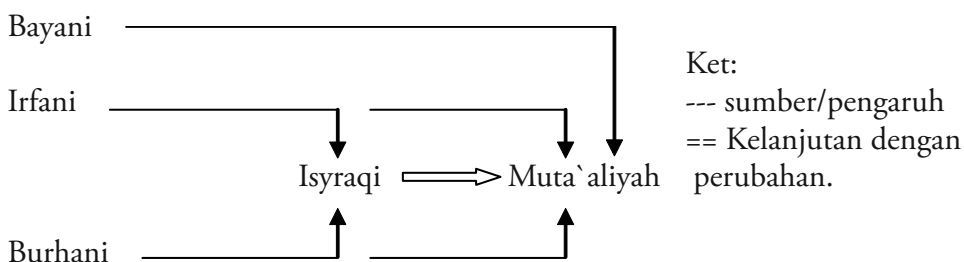 Bayani
Irfani
Isyraqi
Muta`aliyah
Burhani
Ket:
--- sumber/pengaruh
== Kelanjutan dengan
perubahan.